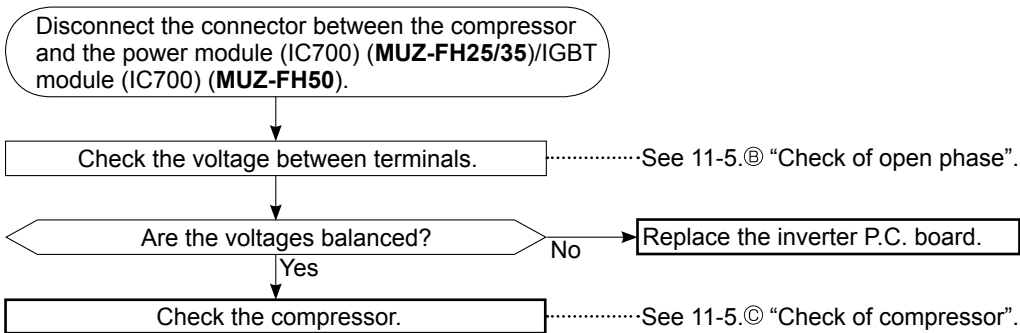 Disconnect the connector between the compressor
and the power module (IC700) (MUZ-FH25/35)/IGBT
module (IC700) (MUZ-FH50).
Check the voltage between terminals.
See 11-5.Ⓑ “Check of open phase”.
Are the voltages balanced?
No
Replace the inverter P.C. board.
Yes
Check the compressor.
See 11-5.Ⓒ “Check of compressor”.